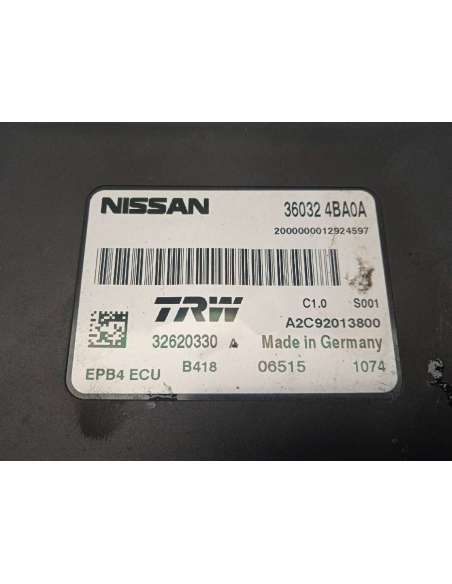 NISSAN 36032 4BA0A
2000000012924597
TRW C1.0 S001
A2C92013800
32620330 A Made in Germany
EPB4 ECU B418 06515 1074